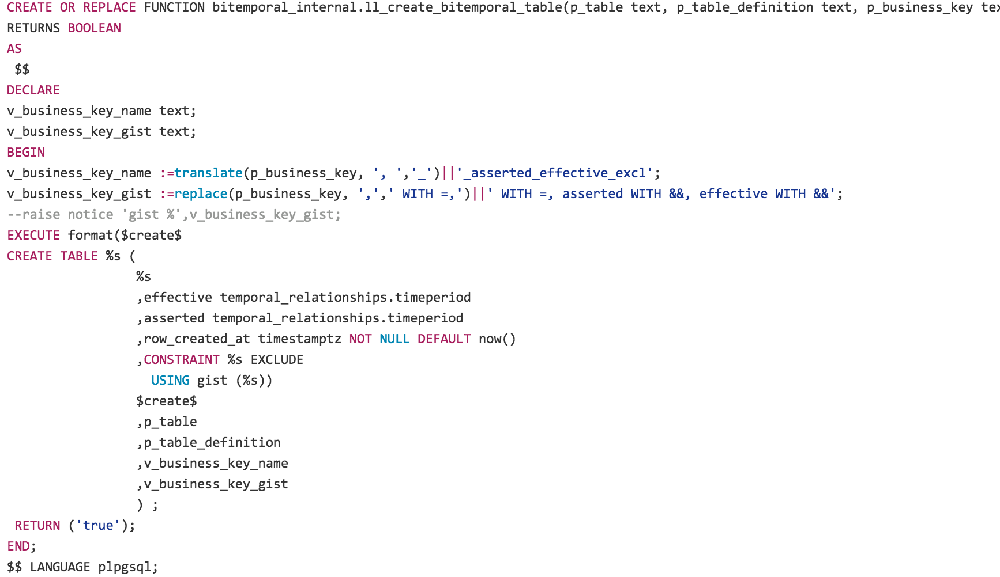 CREATE OR REPLACE FUNCTION bitemporal_internal.ll_create_bitemporal_table(p_table text, p_table_definition text, p_business_key
RETURNS BOOLEAN
AS
$$
DECLARE
v_business_key_name text;
v_business_key_gist text;
BEGIN
v_business_key_name :=translate(p_business_key, ', ','_')||'_asserted_effective_excl';
v_business_key_gist :=replace(p_business_key, ',',' WITH =,')||' WITH =, asserted WITH &&, effective WITH &&';
--raise notice 'gist %',v_business_key_gist;
EXECUTE format($create$
CREATE TABLE %s (
%s
,effective temporal_relationships.timeperiod
,asserted temporal_relationships.timeperiod
,row_created_at timestamptz NOT NULL DEFAULT now()
,CONSTRAINT %s EXCLUDE
USING gist (%s))
$create$
,p_table
,p_table_definition
,v_business_key_name
,v_business_key_gist
) ;
RETURN ('true');
END;
$$ LANGUAGE plpgsql;